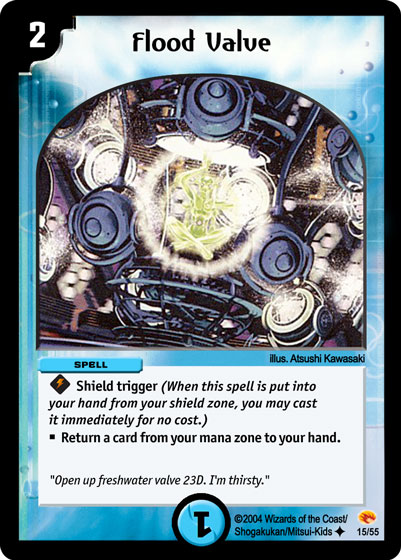 2
Flood Valve
illus. Atsushi Kawasaki
SPELL
Shield trigger (When this spell is put into
your hand from your shield zone, you may cast
it immediately for no cost.)
▪ Return a card from your mana zone to your hand.
"Open up freshwater valve 23D. I'm thirsty."
1
©2004 Wizards of the Coast/
Shogakukan/Mitsui-Kids ✦ 15/55